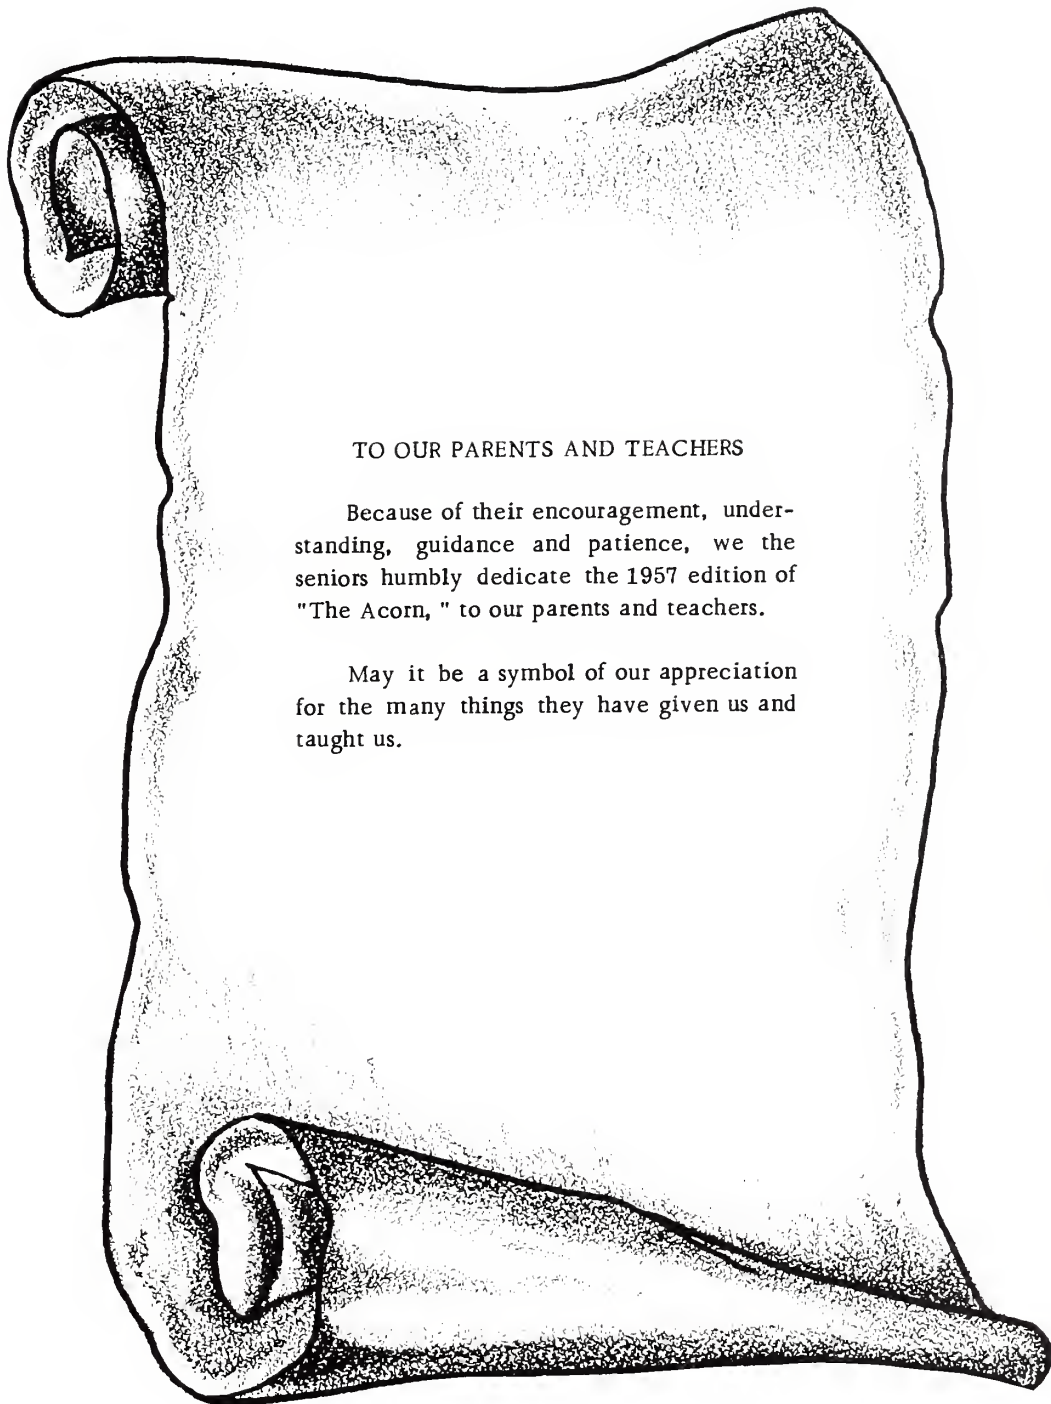 TO OUR PARENTS AND TEACHERS
Because of their encouragement, under-
standing, guidance and patience, we the
seniors humbly dedicate the 1957 edition of
"The Acorn, " to our parents and teachers.
May it be a symbol of our appreciation
for the many things they have given us and
taught us.